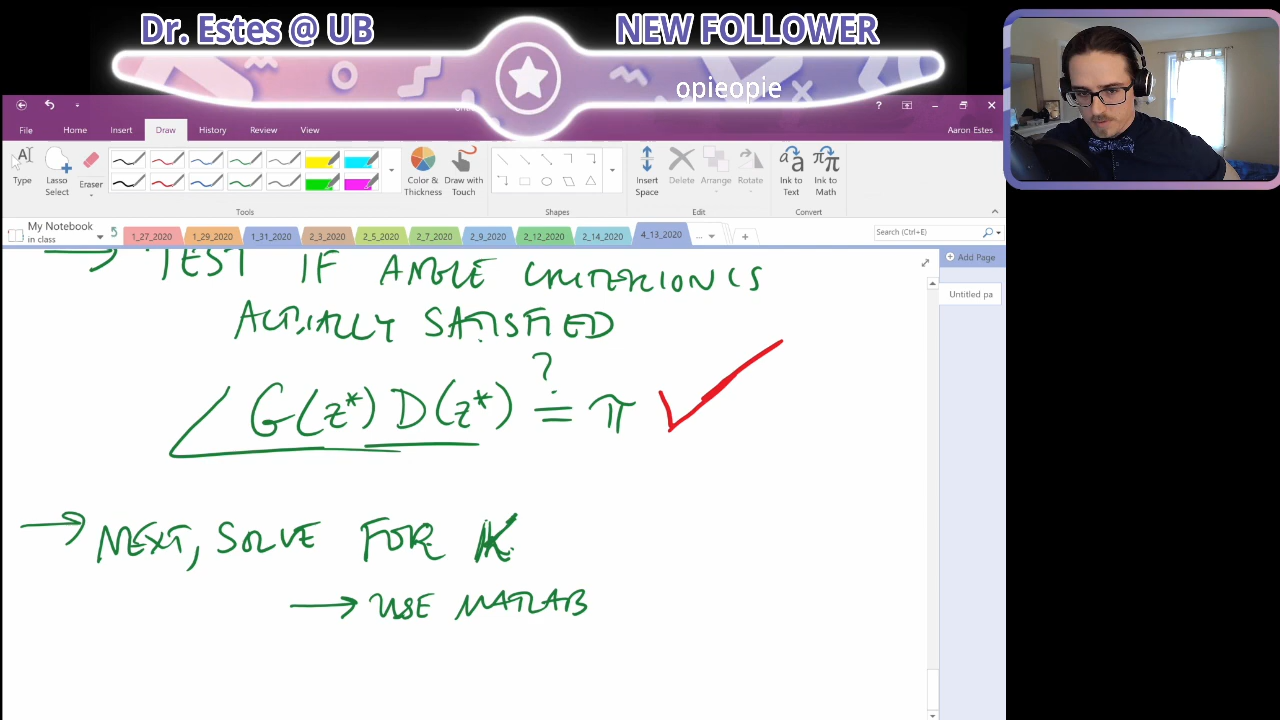 Dr. Estes @ UB
NEW FOLLOWER
opieopie
Aaron Estes
File Home Insert Draw History Review View
Type
Lasso Select
Eraser
Color & Thickness
Draw with Touch
Insert Space
Delete
Arrange
Rotate
Ink to Text
Ink to Math
Tools
Shapes
Edit
Convert
My Notebook
in class
1_27_2020 1_29_2020 1_31_2020 2_3_2020 2_5_2020 2_7_2020 2_9_2020 2_12_2020 2_14_2020 4_13_2020 ...
Search (Ctrl+E)
Add Page
Untitled pa
→ TEST IF ANGLE CRITERION IS
ACTUALLY SATISFIED
∠G(z*) D(z*) ?= π ✓
→ NEXT, SOLVE FOR K
→ USE MATLAB